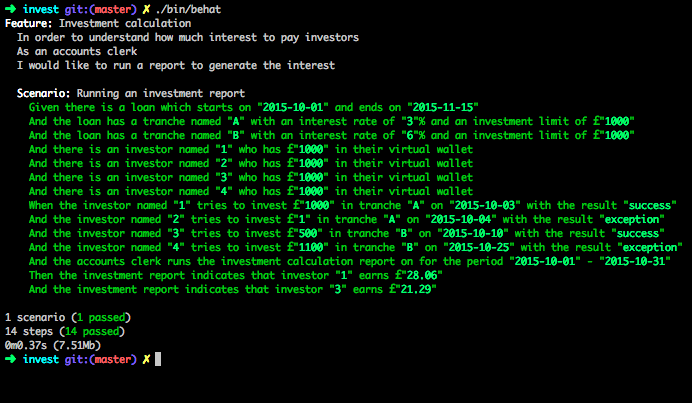 ➜ invest git:(master) ✗ ./bin/behat
Feature: Investment calculation
In order to understand how much interest to pay investors
As an accounts clerk
I would like to run a report to generate the interest
Scenario: Running an investment report
Given there is a loan which starts on "2015-10-01" and ends on "2015-11-15"
And the loan has a tranche named "A" with an interest rate of "3"% and an investment limit of £"1000"
And the loan has a tranche named "B" with an interest rate of "6"% and an investment limit of £"1000"
And there is an investor named "1" who has £"1000" in their virtual wallet
And there is an investor named "2" who has £"1000" in their virtual wallet
And there is an investor named "3" who has £"1000" in their virtual wallet
And there is an investor named "4" who has £"1000" in their virtual wallet
When the investor named "1" tries to invest £"1000" in tranche "A" on "2015-10-03" with the result "success"
And the investor named "2" tries to invest £"1" in tranche "A" on "2015-10-04" with the result "exception"
And the investor named "3" tries to invest £"500" in tranche "B" on "2015-10-10" with the result "success"
And the investor named "4" tries to invest £"1100" in tranche "B" on "2015-10-25" with the result "exception"
And the accounts clerk runs the investment calculation report on for the period "2015-10-01" - "2015-10-31"
Then the investment report indicates that investor "1" earns £"28.06"
And the investment report indicates that investor "3" earns £"21.29"
1 scenario (1 passed)
14 steps (14 passed)
0m0.37s (7.51Mb)
➜ invest git:(master) ✗